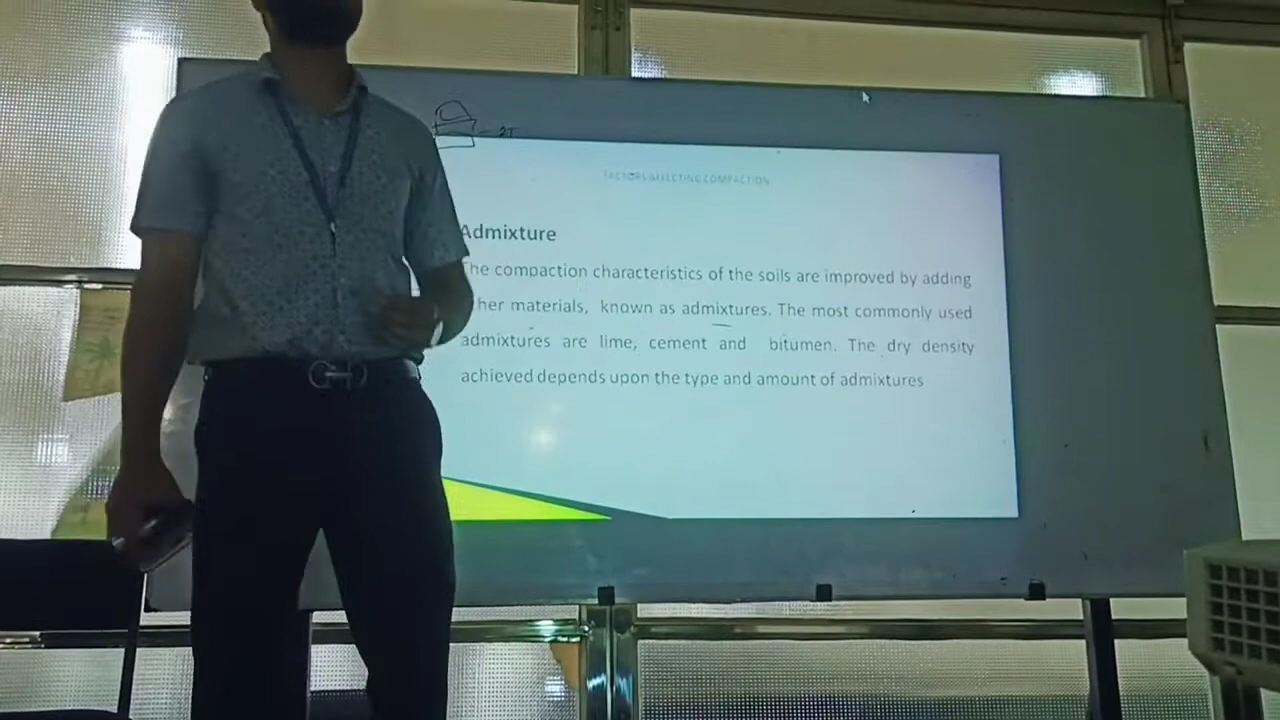 FACTORS AFFECTING COMPACTION
Admixture
The compaction characteristics of the soils are improved by adding
her materials, known as admixtures. The most commonly used
admixtures are lime, cement and bitumen. The dry density
achieved depends upon the type and amount of admixtures